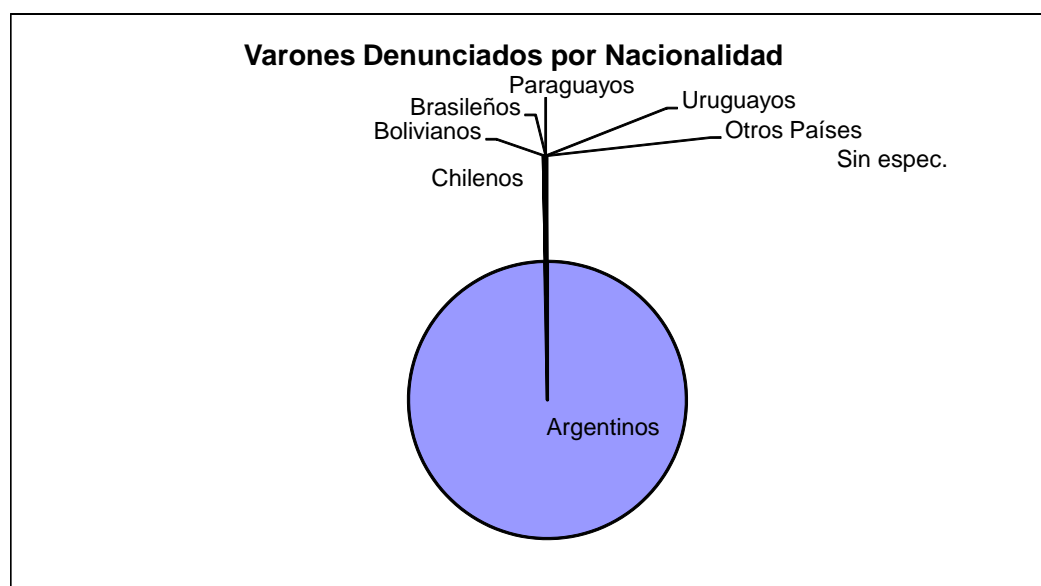 Varones Denunciados por Nacionalidad
Paraguayos
Brasileños
Uruguayos
Bolivianos
Otros Países
Sin espec.
Chilenos
Argentinos